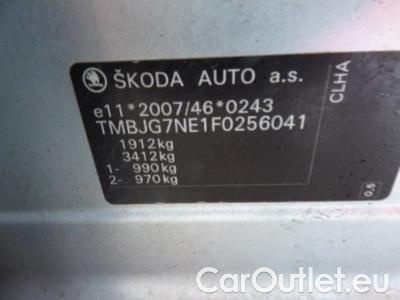 ŠKODA AUTO a.s.
e11*2007/46*0243
TMBJG7NE1F0256041
1912kg
3412kg
1- 990kg
2- 970kg
CLHA
0,5
CarOutlet.eu